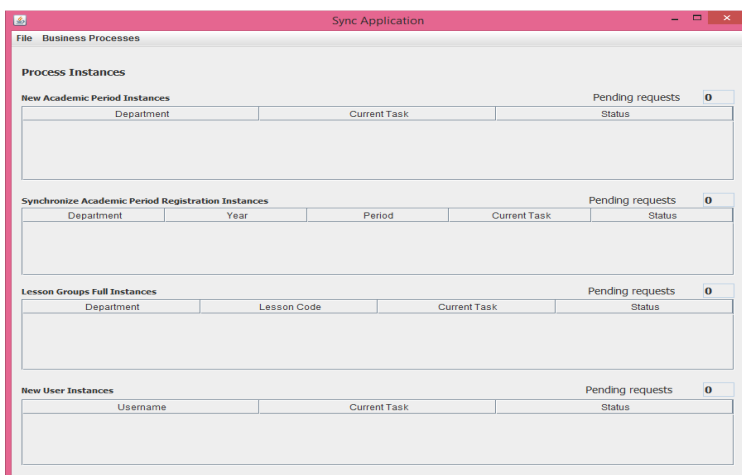 Sync Application
File Business Processes
Process Instances
New Academic Period Instances Pending requests 0
Department Current Task Status
Synchronize Academic Period Registration Instances Pending requests 0
Department Year Period Current Task Status
Lesson Groups Full Instances Pending requests 0
Department Lesson Code Current Task Status
New User Instances Pending requests 0
Username Current Task Status